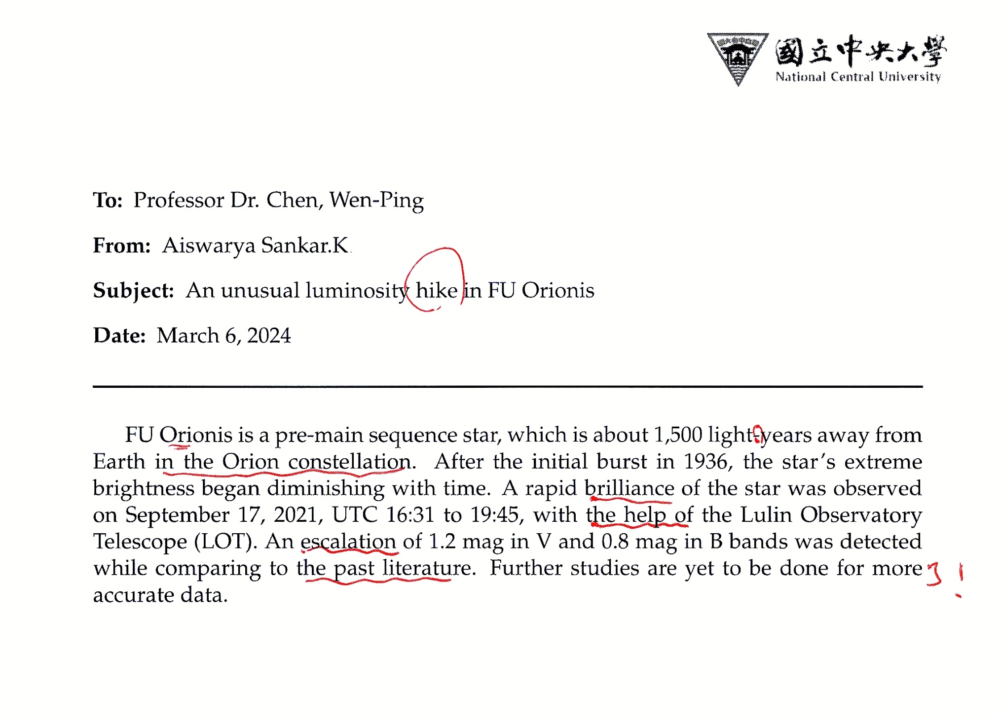 國立中央大學
National Central University
To: Professor Dr. Chen, Wen-Ping
From: Aiswarya Sankar.K
Subject: An unusual luminosity hike in FU Orionis
Date: March 6, 2024
FU Orionis is a pre-main sequence star, which is about 1,500 light-years away from
Earth in the Orion constellation. After the initial burst in 1936, the star's extreme
brightness began diminishing with time. A rapid brilliance of the star was observed
on September 17, 2021, UTC 16:31 to 19:45, with the help of the Lulin Observatory
Telescope (LOT). An escalation of 1.2 mag in V and 0.8 mag in B bands was detected
while comparing to the past literature. Further studies are yet to be done for more
accurate data.